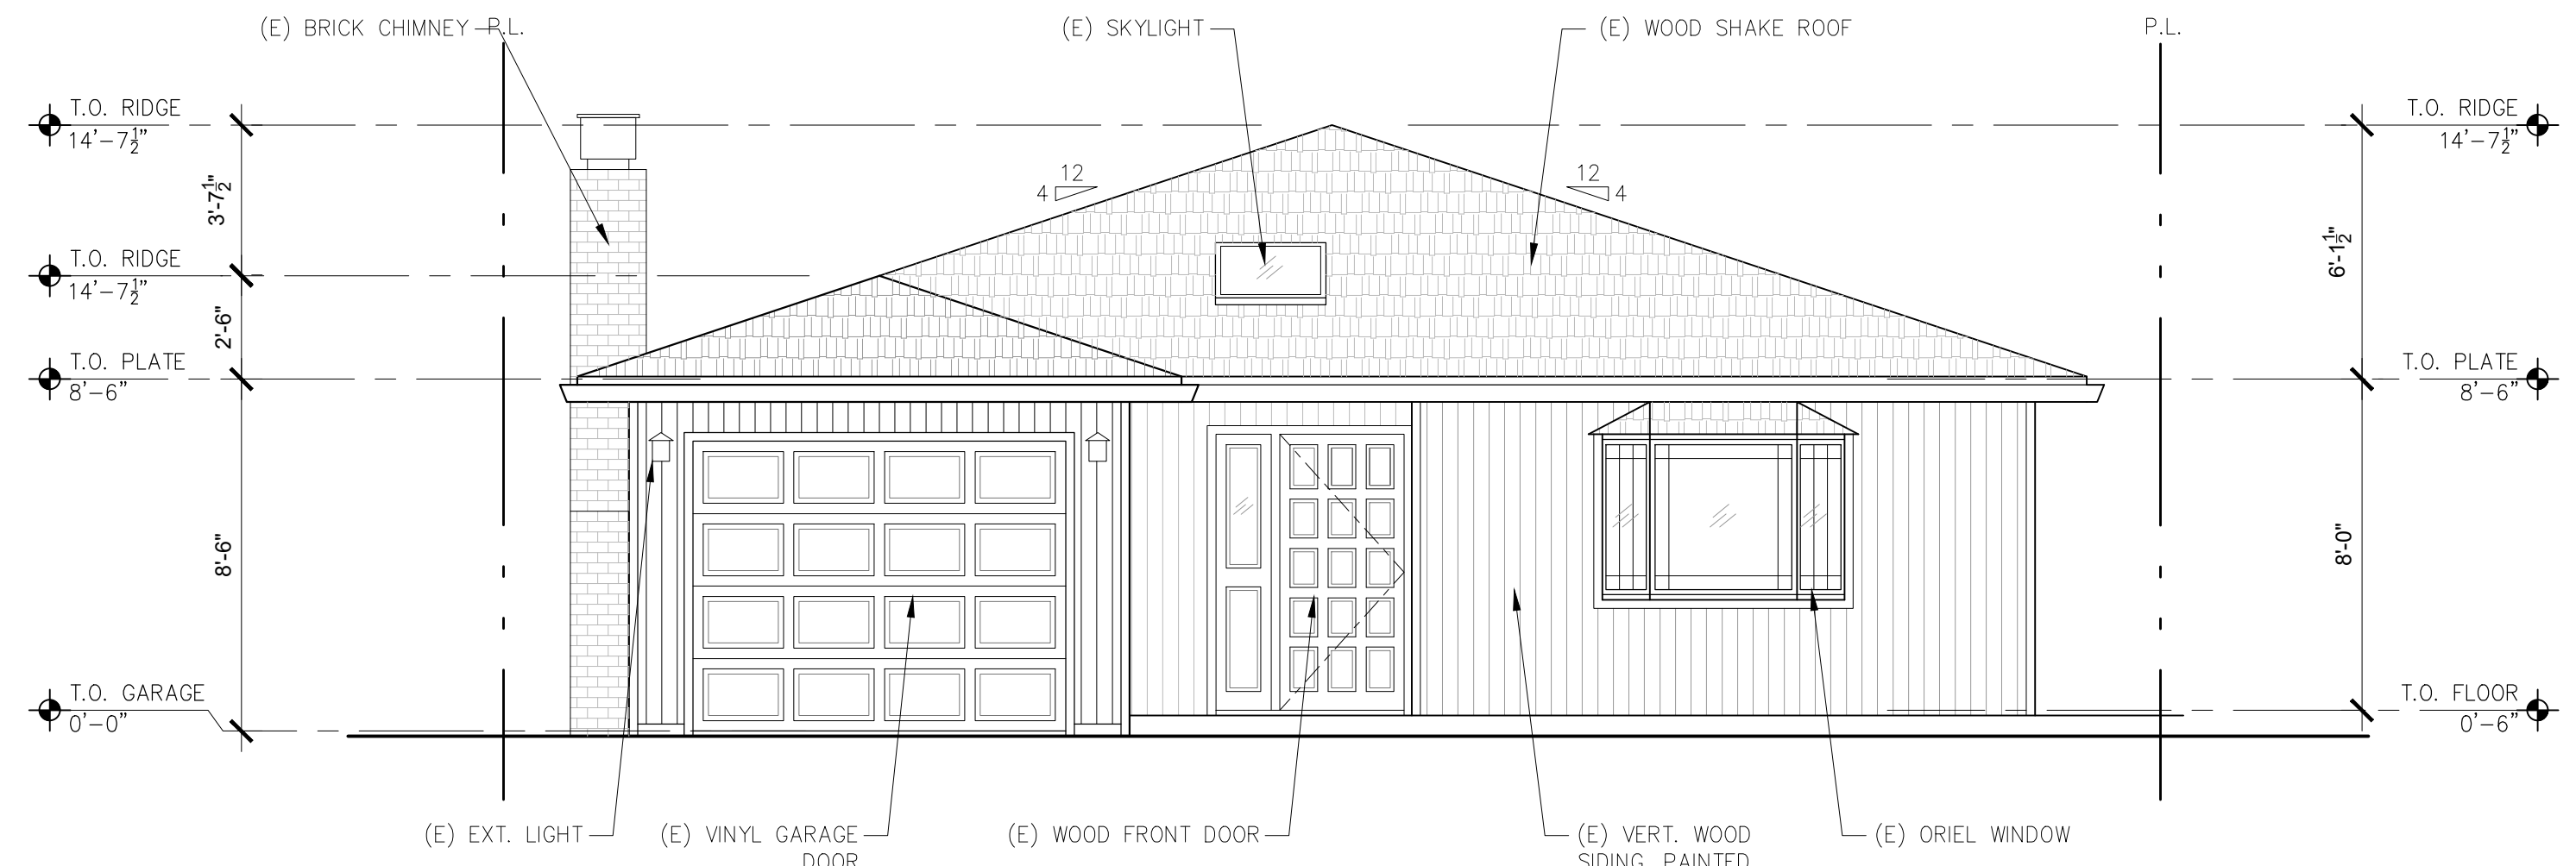 (E) BRICK CHIMNEY
P.L.
(E) SKYLIGHT
(E) WOOD SHAKE ROOF
P.L.
T.O. RIDGE
14'-7½"
T.O. RIDGE
14'-7½"
3'-7½"
12
4
12
4
T.O. RIDGE
14'-7½"
2'-6"
6'-1½"
T.O. PLATE
8'-6"
T.O. PLATE
8'-6"
8'-6"
8'-0"
T.O. GARAGE
0'-0"
T.O. FLOOR
0'-6"
(E) EXT. LIGHT
(E) VINYL GARAGE
DOOR
(E) WOOD FRONT DOOR
(E) VERT. WOOD
SIDING, PAINTED
(E) ORIEL WINDOW